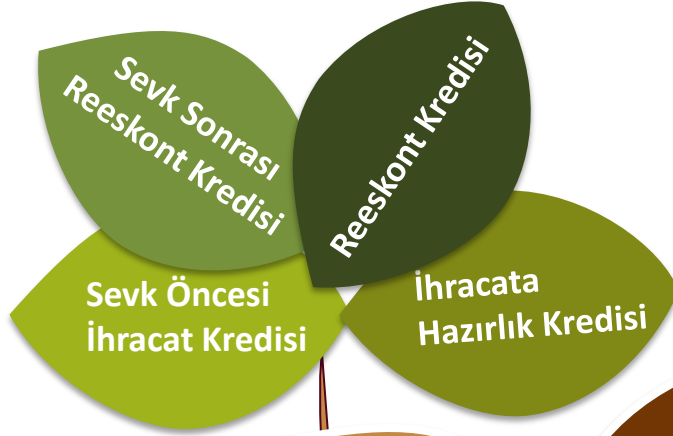 Sevk Sonrası
Reeskont Kredisi
Reeskont Kredisi
Sevk Öncesi
İhracat Kredisi
İhracata
Hazırlık Kredisi